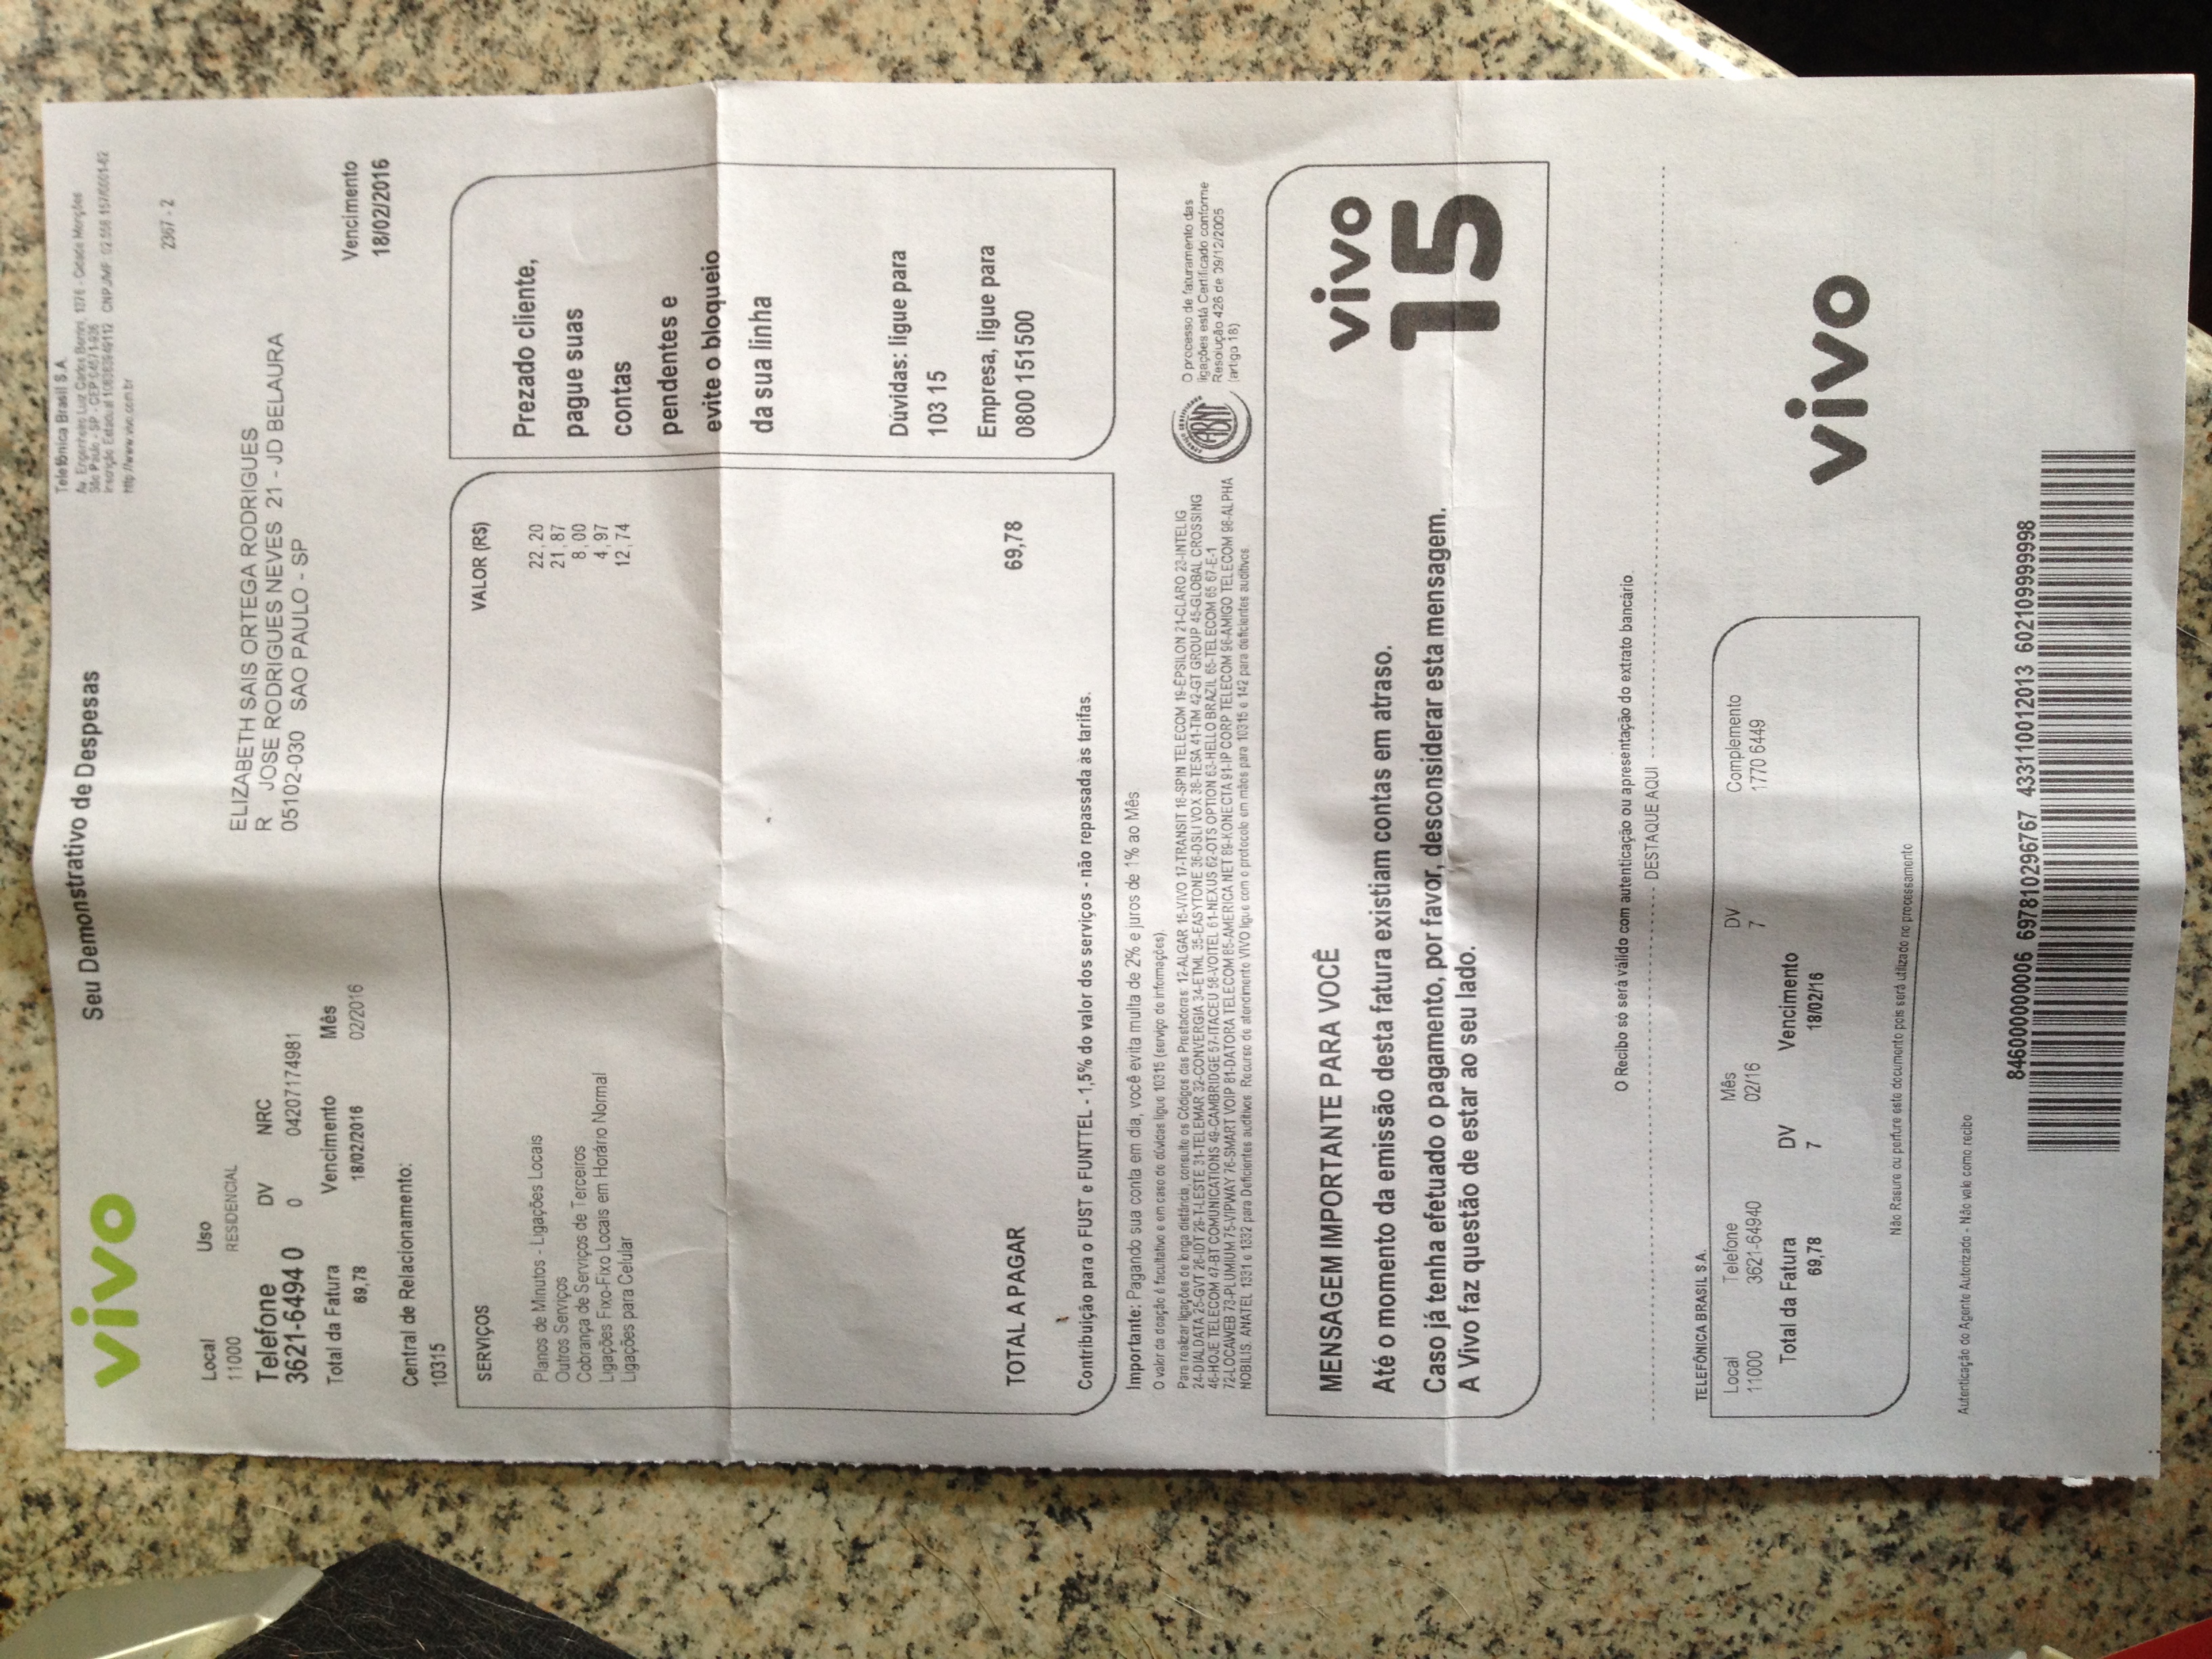 vivo
Seu Demonstrativo de Despesas
Telefônica Brasil S.A.
Av. Engenheiro Luiz Carlos Berrini, 1376 - Cidade Monções
São Paulo - SP - CEP 04571-936
Inscrição Estadual 108383949112 CNPJ/MF: 02.558.157/0001-62
http://www.vivo.com.br
2367 - 2
Local Uso
11000 RESIDENCIAL
Telefone DV NRC
3621-6494 0 0 04207174981
Total da Fatura Vencimento Mês
69,78 18/02/2016 02/2016
ELIZABETH SAIS ORTEGA RODRIGUES
R JOSE RODRIGUES NEVES 21 - JD BELAURA
05102-030 SAO PAULO - SP
Vencimento
18/02/2016
Central de Relacionamento:
10315
SERVIÇOS VALOR (R$)
Planos de Minutos - Ligações Locais 22,20
Outros Serviços 21,87
Cobrança de Serviços de Terceiros 8,00
Ligações Fixo-Fixo Locais em Horário Normal 4,97
Ligações para Celular 12,74
TOTAL A PAGAR 69,78
Contribuição para o FUST e FUNTTEL - 1,5% do valor dos serviços - não repassada às tarifas.
Prezado cliente,
pague suas
contas
pendentes e
evite o bloqueio
da sua linha
Dúvidas: ligue para
103 15
Empresa, ligue para
0800 151500
Importante: Pagando sua conta em dia, você evita multa de 2% e juros de 1% ao Mês
O valor da doação é facultativo e em caso de dúvidas ligue 10315 (serviço de informações).
Para realizar ligações de longa distância, consulte os Códigos das Prestadoras: 12-ALGAR 15-VIVO 17-TRANSIT 18-SPIN TELECOM 19-EPSILON 21-CLARO 23-INTELIG
24-DIALDATA 25-GVT 26-IDT 29-T-LESTE 31-TELEMAR 32-CONVERGIA 34-ETML 35-EASYTONE 36-DSLI VOX 38-TESA 41-TIM 42-GT GROUP 45-GLOBAL CROSSING
46-HOJE TELECOM 47-BT COMUNICATIONS 49-CAMBRIDGE 57-ITACEU 58-VOITEL 61-NEXUS 62-OTS OPTION 63-HELLO BRAZIL 65-TELECOM 65 67-E-1
72-LOCAWEB 73-PLUMIUM 75-VIPWAY 76-SMART VOIP 81-DATORA TELECOM 85-AMERICA NET 89-KONECTA 91-IP CORP TELECOM 96-AMIGO TELECOM 98-ALPHA
NOBILIS. ANATEL 1331 e 1332 para Deficientes auditivos. Recurso de atendimento VIVO ligue com o protocolo em mãos para 10315 e 142 para deficientes auditivos.
O processo de faturamento das
ligações está Certificado conforme
Resolução 426 de 09/12/2005
(artigo 18)
MENSAGEM IMPORTANTE PARA VOCÊ
Até o momento da emissão desta fatura existiam contas em atraso.
Caso já tenha efetuado o pagamento, por favor, desconsiderar esta mensagem.
A Vivo faz questão de estar ao seu lado.
vivo
15
O Recibo só será válido com autenticação ou apresentação do extrato bancário.
DESTAQUE AQUI
TELEFÔNICA BRASIL S.A.
Local Telefone Mês DV Complemento
11000 3621-64940 02/16 7 1770 6449
Total da Fatura DV Vencimento
69,78 7 18/02/16
Não Rasure ou perfure este documento pois será utilizado no processamento
vivo
Autenticação do Agente Autorizado - Não vale como recibo
846000000006 697810296767 433110012013 602109999998